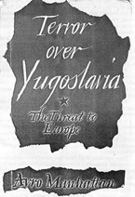 Terror
over
Yugoslavia
*
The Threat to
Europe
Avro Manhattan